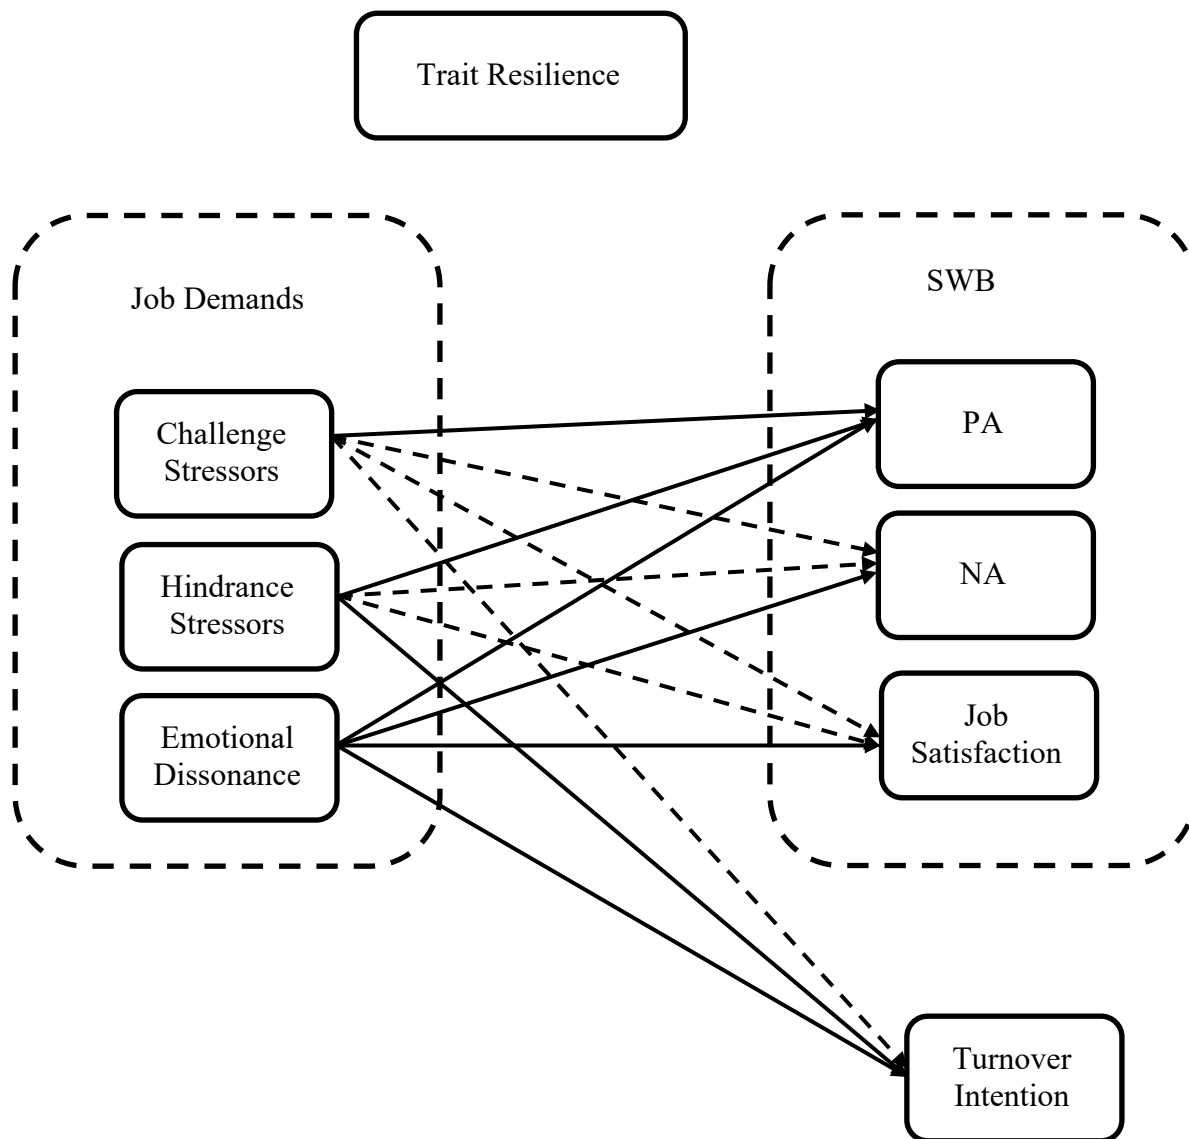 Trait Resilience
Job Demands
Challenge
Stressors
Hindrance
Stressors
Emotional
Dissonance
SWB
PA
NA
Job
Satisfaction
Turnover
Intention